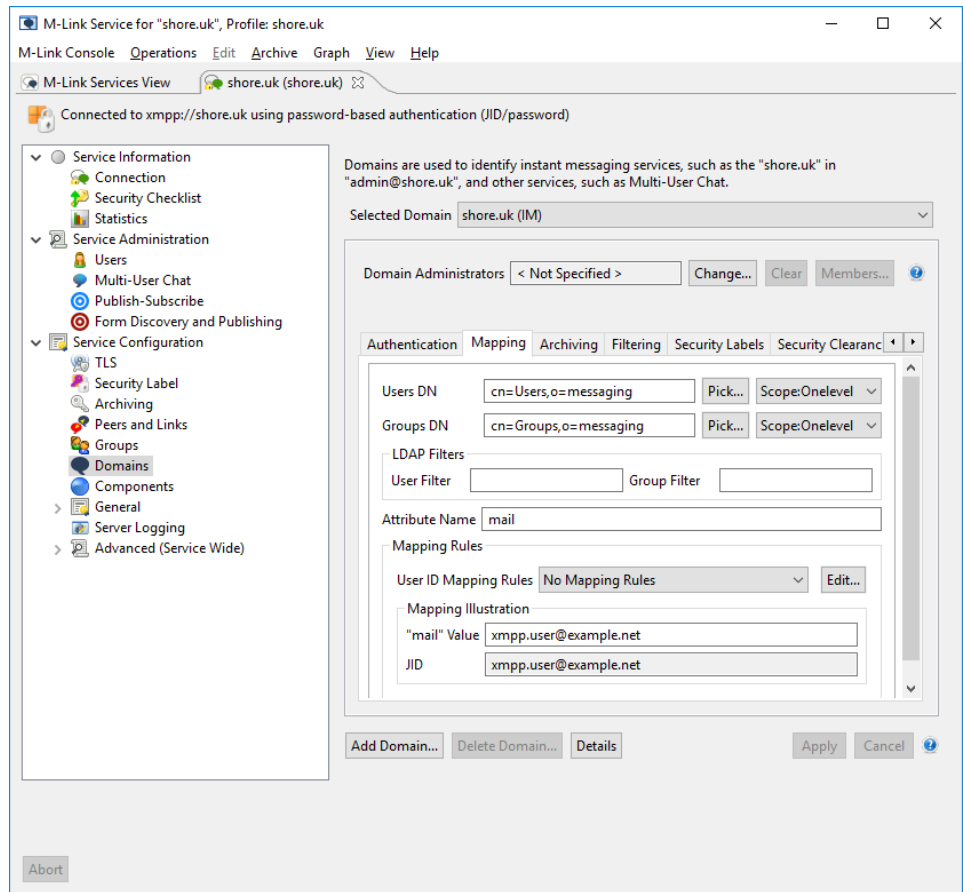 M-Link Service for "shore.uk", Profile: shore.uk
M-Link Console Operations Edit Archive Graph View Help
M-Link Services View shore.uk (shore.uk)
Connected to xmpp://shore.uk using password-based authentication (JID/password)
Service Information
Connection
Security Checklist
Statistics
Service Administration
Users
Multi-User Chat
Publish-Subscribe
Form Discovery and Publishing
Service Configuration
TLS
Security Label
Archiving
Peers and Links
Groups
Domains
Components
General
Server Logging
Advanced (Service Wide)
Domains are used to identify instant messaging services, such as the "shore.uk" in
"admin@shore.uk", and other services, such as Multi-User Chat.
Selected Domain shore.uk (IM)
Domain Administrators < Not Specified > Change... Clear Members...
Authentication Mapping Archiving Filtering Security Labels Security Clearanc
Users DN cn=Users,o=messaging Pick... Scope:Onelevel
Groups DN cn=Groups,o=messaging Pick... Scope:Onelevel
LDAP Filters
User Filter Group Filter
Attribute Name mail
Mapping Rules
User ID Mapping Rules No Mapping Rules Edit...
Mapping Illustration
"mail" Value xmpp.user@example.net
JID xmpp.user@example.net
Add Domain... Delete Domain... Details Apply Cancel
Abort